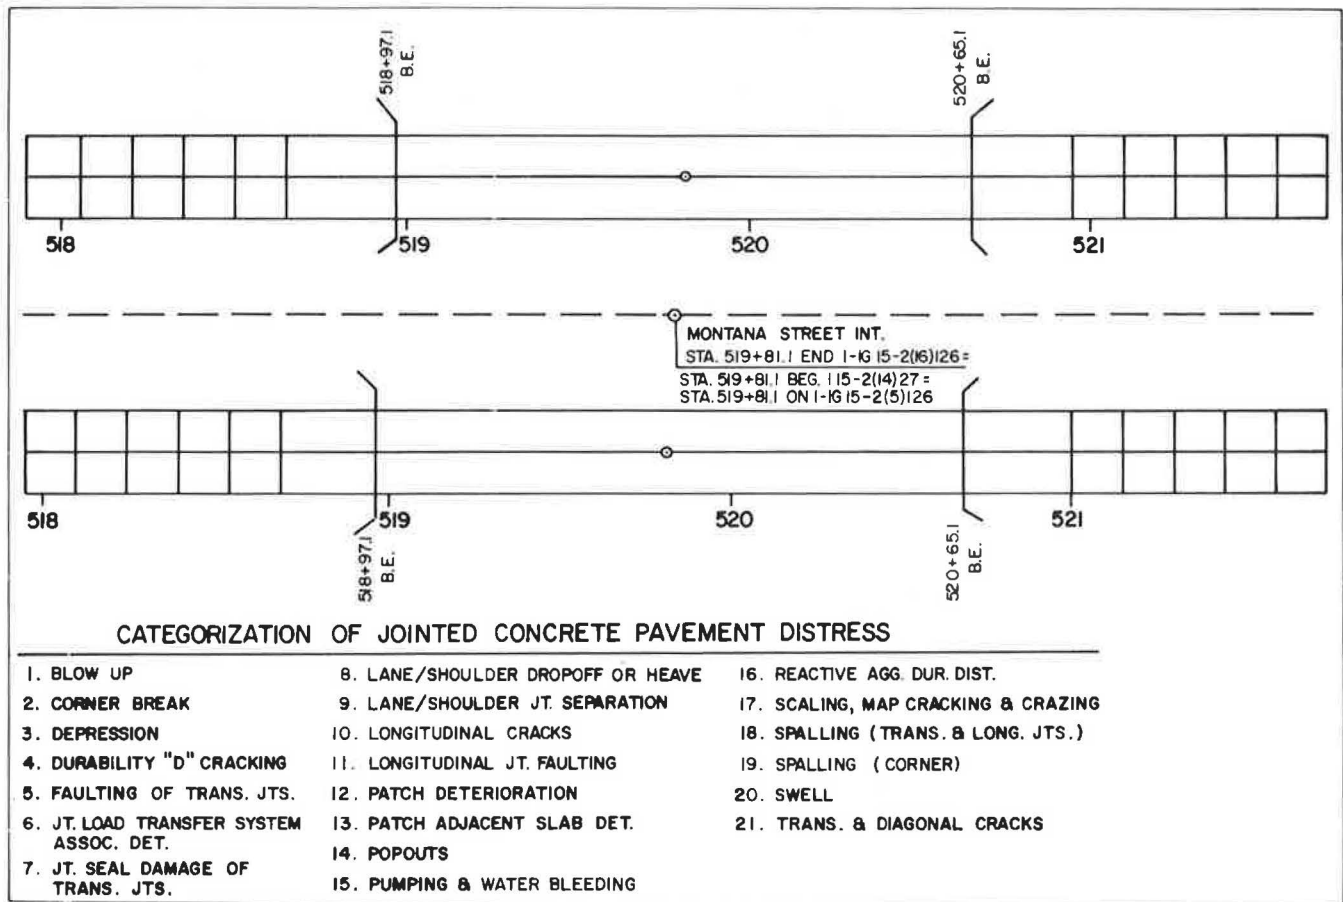 518+97.1
B.E.
520+65.1
B.E.
518
519
520
521
MONTANA STREET INT.
STA. 519+81.1 END I-IG 15-2(16)126=
STA. 519+81.1 BEG. I 15-2(14)27=
STA. 519+81.1 ON I-IG 15-2(5)126
518
519
520
521
518+97.1
B.E.
520+65.1
B.E.
CATEGORIZATION OF JOINTED CONCRETE PAVEMENT DISTRESS
1. BLOW UP
2. CORNER BREAK
3. DEPRESSION
4. DURABILITY "D" CRACKING
5. FAULTING OF TRANS. JTS.
6. JT. LOAD TRANSFER SYSTEM
ASSOC. DET.
7. JT. SEAL DAMAGE OF
TRANS. JTS.
8. LANE/SHOULDER DROPOFF OR HEAVE
9. LANE/SHOULDER JT. SEPARATION
10. LONGITUDINAL CRACKS
11. LONGITUDINAL JT. FAULTING
12. PATCH DETERIORATION
13. PATCH ADJACENT SLAB DET.
14. POPOUTS
15. PUMPING & WATER BLEEDING
16. REACTIVE AGG. DUR. DIST.
17. SCALING, MAP CRACKING & CRAZING
18. SPALLING (TRANS. & LONG. JTS.)
19. SPALLING (CORNER)
20. SWELL
21. TRANS. & DIAGONAL CRACKS